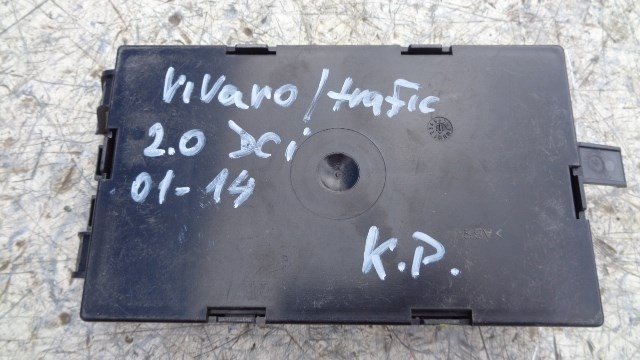 Vivaro/trafic
2.0 DCi
01-14
K.P.